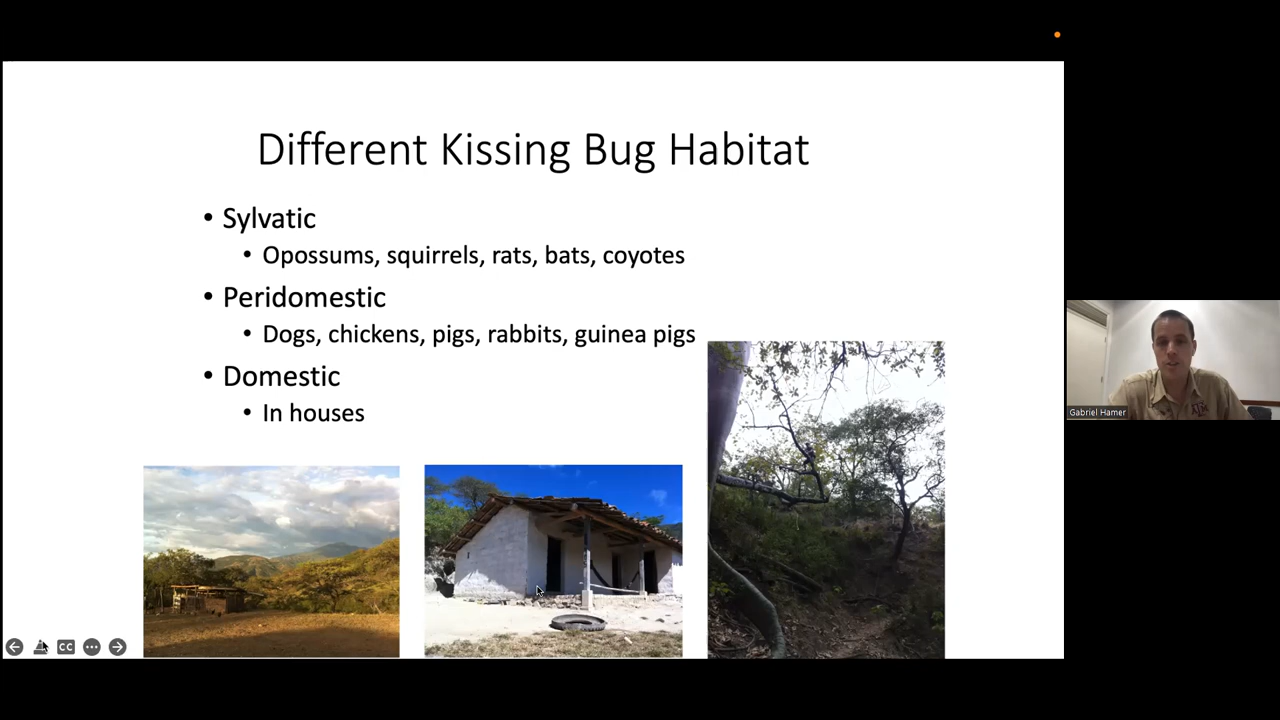 Different Kissing Bug Habitat
• Sylvatic
• Opossums, squirrels, rats, bats, coyotes
• Peridomestic
• Dogs, chickens, pigs, rabbits, guinea pigs
• Domestic
• In houses
Gabriel Hamer
CC